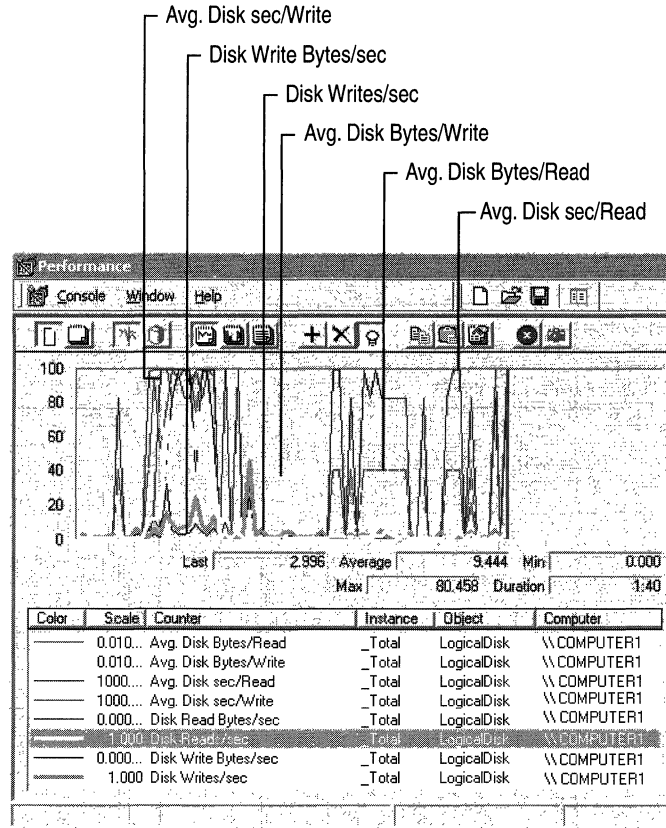 Avg. Disk sec/Write
Disk Write Bytes/sec
Disk Writes/sec
Avg. Disk Bytes/Write
Avg. Disk Bytes/Read
Avg. Disk sec/Read
Performance
Console Window Help
100
80
60
40
20
0
Last 2.996 Average 9.444 Min 0.000
Max 80.458 Duration 1:40
Color Scale Counter Instance Object Computer
0.010... Avg. Disk Bytes/Read _Total LogicalDisk \\COMPUTER1
0.010... Avg. Disk Bytes/Write _Total LogicalDisk \\COMPUTER1
1000.... Avg. Disk sec/Read _Total LogicalDisk \\COMPUTER1
1000.... Avg. Disk sec/Write _Total LogicalDisk \\COMPUTER1
0.000... Disk Read Bytes/sec _Total LogicalDisk \\COMPUTER1
1.000 Disk Reads/sec _Total LogicalDisk \\COMPUTER1
0.000... Disk Write Bytes/sec _Total LogicalDisk \\COMPUTER1
1.000 Disk Writes/sec _Total LogicalDisk \\COMPUTER1